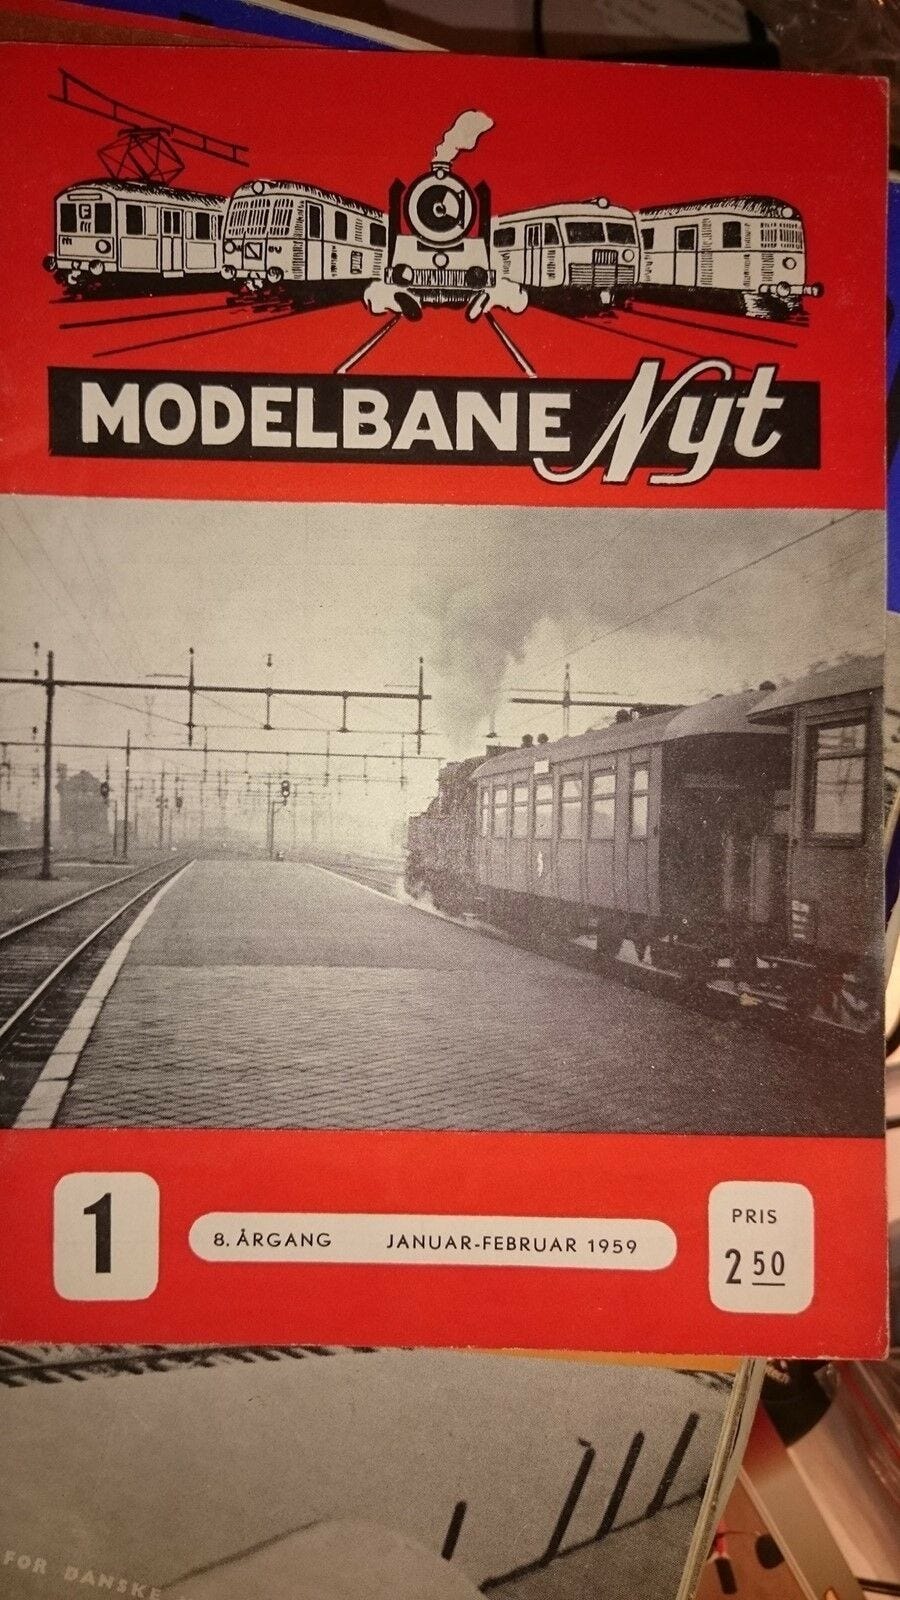 F
MODELBANE Nyt
1
8. ÅRGANG JANUAR-FEBRUAR 1959
PRIS
2 50
FOR DANSKE